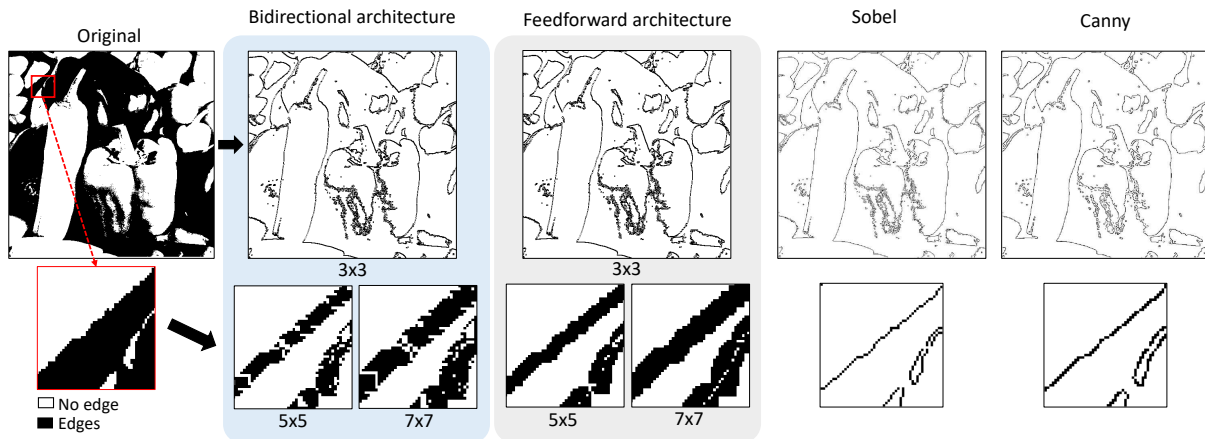 Original
Bidirectional architecture
Feedforward architecture
Sobel
Canny
3x3
3x3
5x5
7x7
5x5
7x7
No edge
Edges